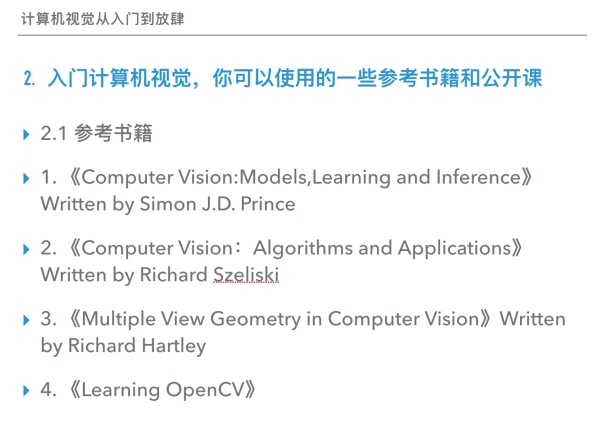 计算机视觉从入门到放肆
2. 入门计算机视觉，你可以使用的一些参考书籍和公开课
2.1 参考书籍
1. 《Computer Vision:Models,Learning and Inference》
Written by Simon J.D. Prince
2. 《Computer Vision：Algorithms and Applications》
Written by Richard Szeliski
3. 《Multiple View Geometry in Computer Vision》Written
by Richard Hartley
4. 《Learning OpenCV》